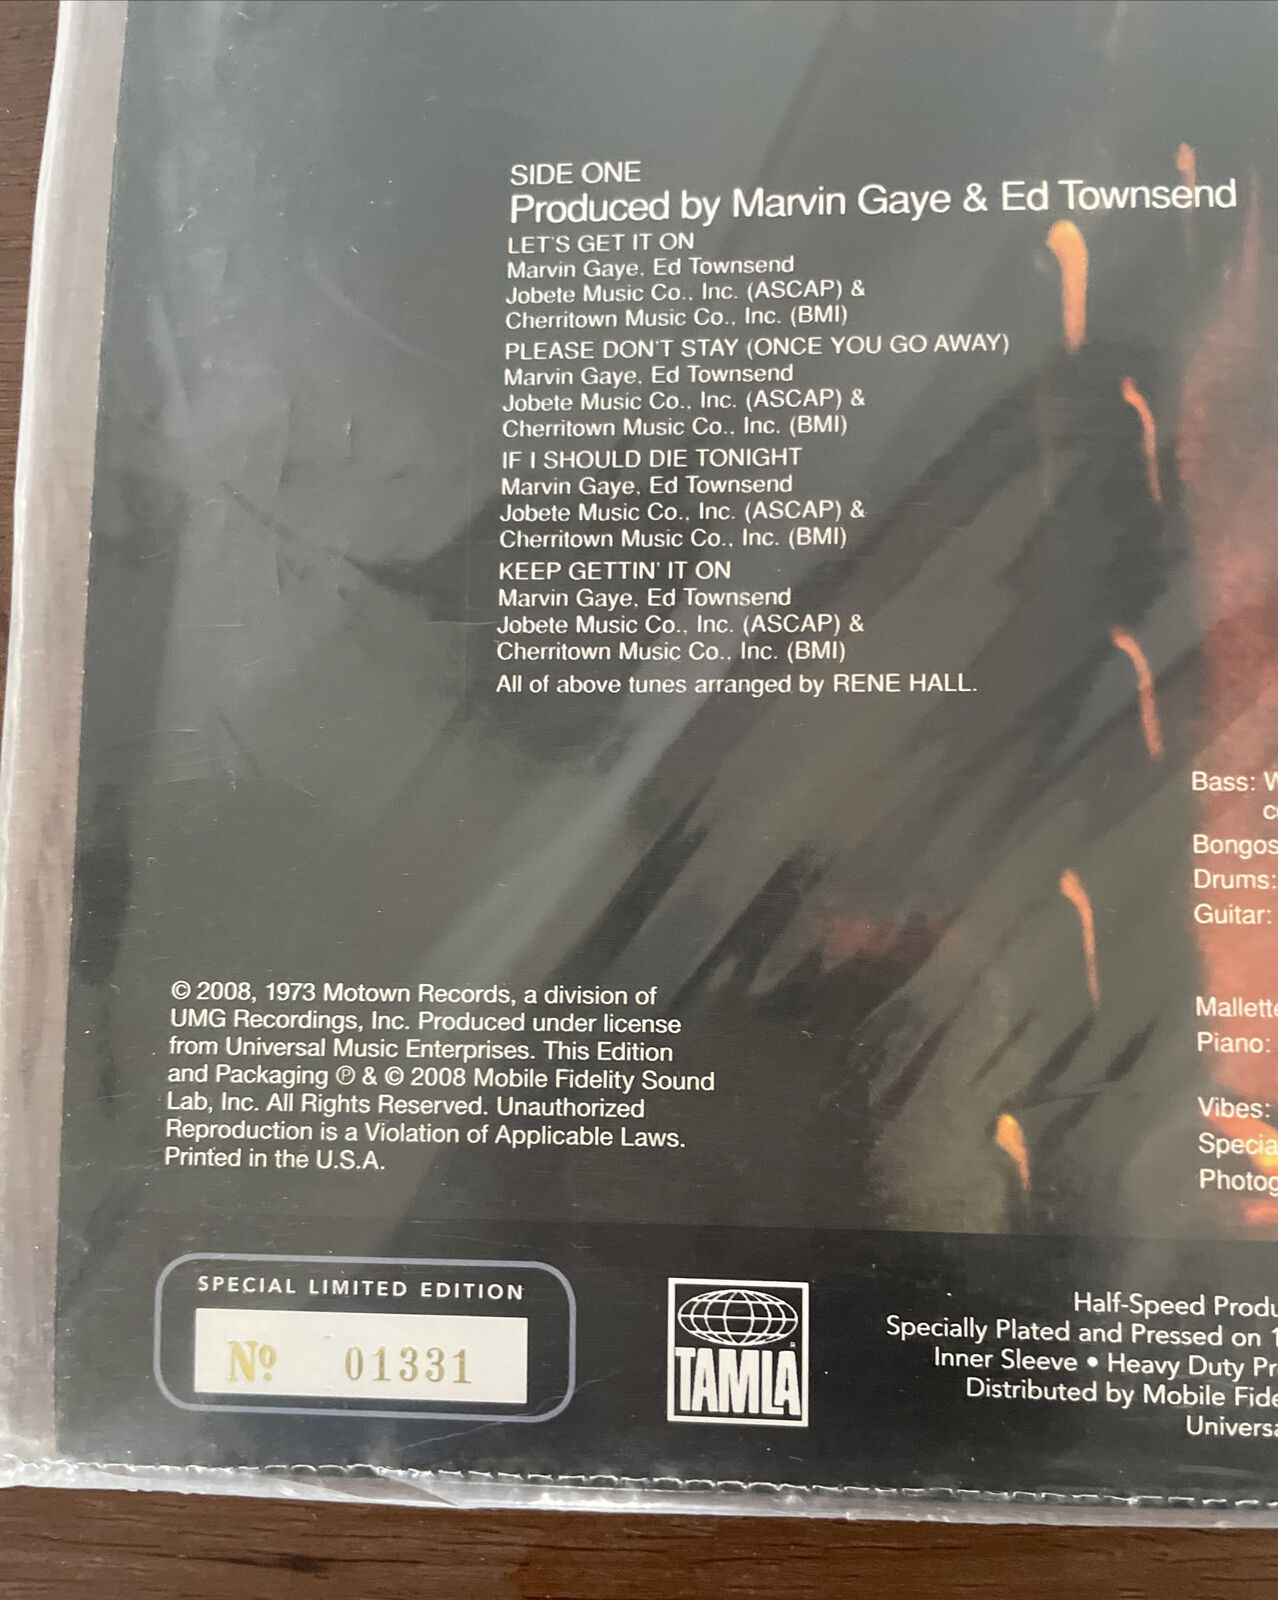 SIDE ONE
Produced by Marvin Gaye & Ed Townsend
LET'S GET IT ON
Marvin Gaye, Ed Townsend
Jobete Music Co., Inc. (ASCAP) &
Cherritown Music Co., Inc. (BMI)
PLEASE DON'T STAY (ONCE YOU GO AWAY)
Marvin Gaye, Ed Townsend
Jobete Music Co., Inc. (ASCAP) &
Cherritown Music Co., Inc. (BMI)
IF I SHOULD DIE TONIGHT
Marvin Gaye, Ed Townsend
Jobete Music Co., Inc. (ASCAP) &
Cherritown Music Co., Inc. (BMI)
KEEP GETTIN' IT ON
Marvin Gaye, Ed Townsend
Jobete Music Co., Inc. (ASCAP) &
Cherritown Music Co., Inc. (BMI)
All of above tunes arranged by RENE HALL.
Bass:
Bongos
Drums:
Guitar:
Piano:
Vibes:
© 2008, 1973 Motown Records, a division of
UMG Recordings, Inc. Produced under license
from Universal Music Enterprises. This Edition
and Packaging ℗ & © 2008 Mobile Fidelity Sound
Lab, Inc. All Rights Reserved. Unauthorized
Reproduction is a Violation of Applicable Laws.
Printed in the U.S.A.
SPECIAL LIMITED EDITION
Nº 01331
TAMLA
Half-Speed
Specially Plated and Pressed on
Inner Sleeve • Heavy Duty
Distributed by Mobile